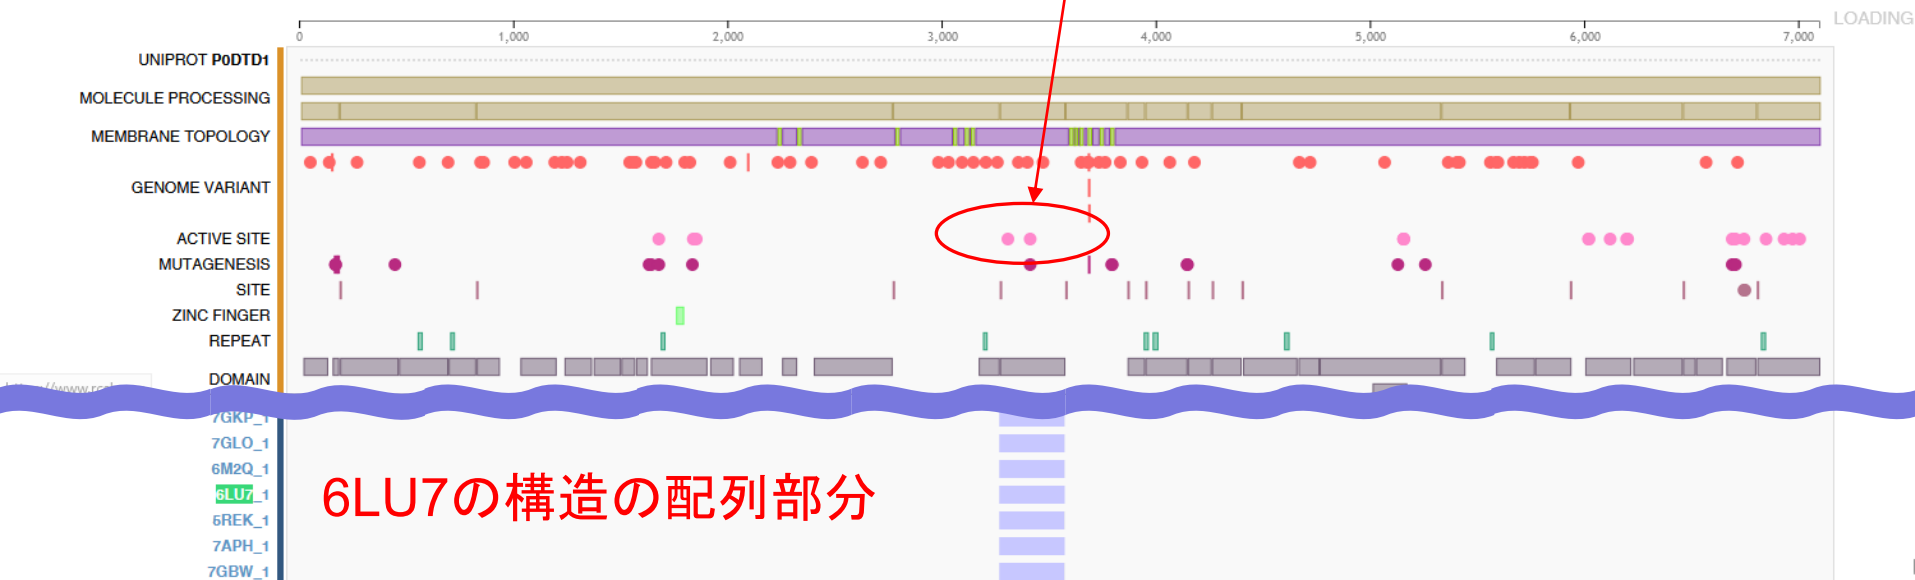 LOADING
0 1,000 2,000 3,000 4,000 5,000 6,000 7,000
UNIPROT P0DTD1
MOLECULE PROCESSING
MEMBRANE TOPOLOGY
GENOME VARIANT
ACTIVE SITE
MUTAGENESIS
SITE
ZINC FINGER
REPEAT
DOMAIN
7GKP_1
7GLO_1
6M2Q_1
6LU7_1
6LU7の構造の配列部分
5REK_1
7APH_1
7GBW_1